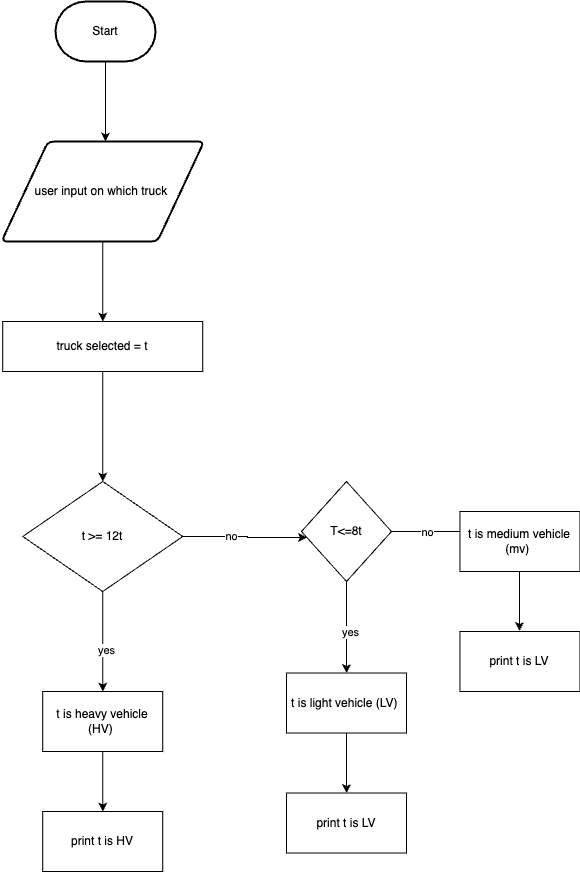 Start
user input on which truck
truck selected = t
t >= 12t
no
T<=8t
no
t is medium vehicle
(mv)
yes
yes
print t is LV
t is heavy vehicle
(HV)
t is light vehicle (LV)
print t is HV
print t is LV